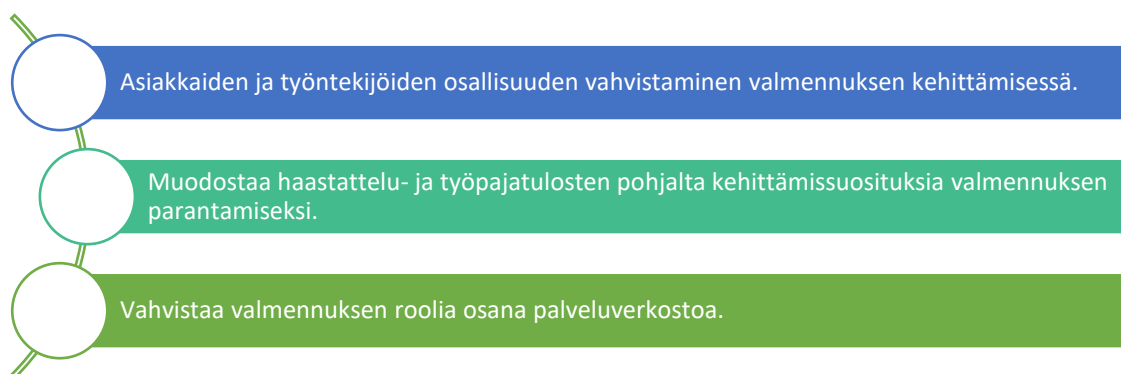 Asiakkaiden ja työntekijöiden osallisuuden vahvistaminen valmennuksen kehittämisessä.
Muodostaa haastattelu- ja työpajatulosten pohjalta kehittämissuosituksia valmennuksen
parantamiseksi.
Vahvistaa valmennuksen roolia osana palveluverkostoa.